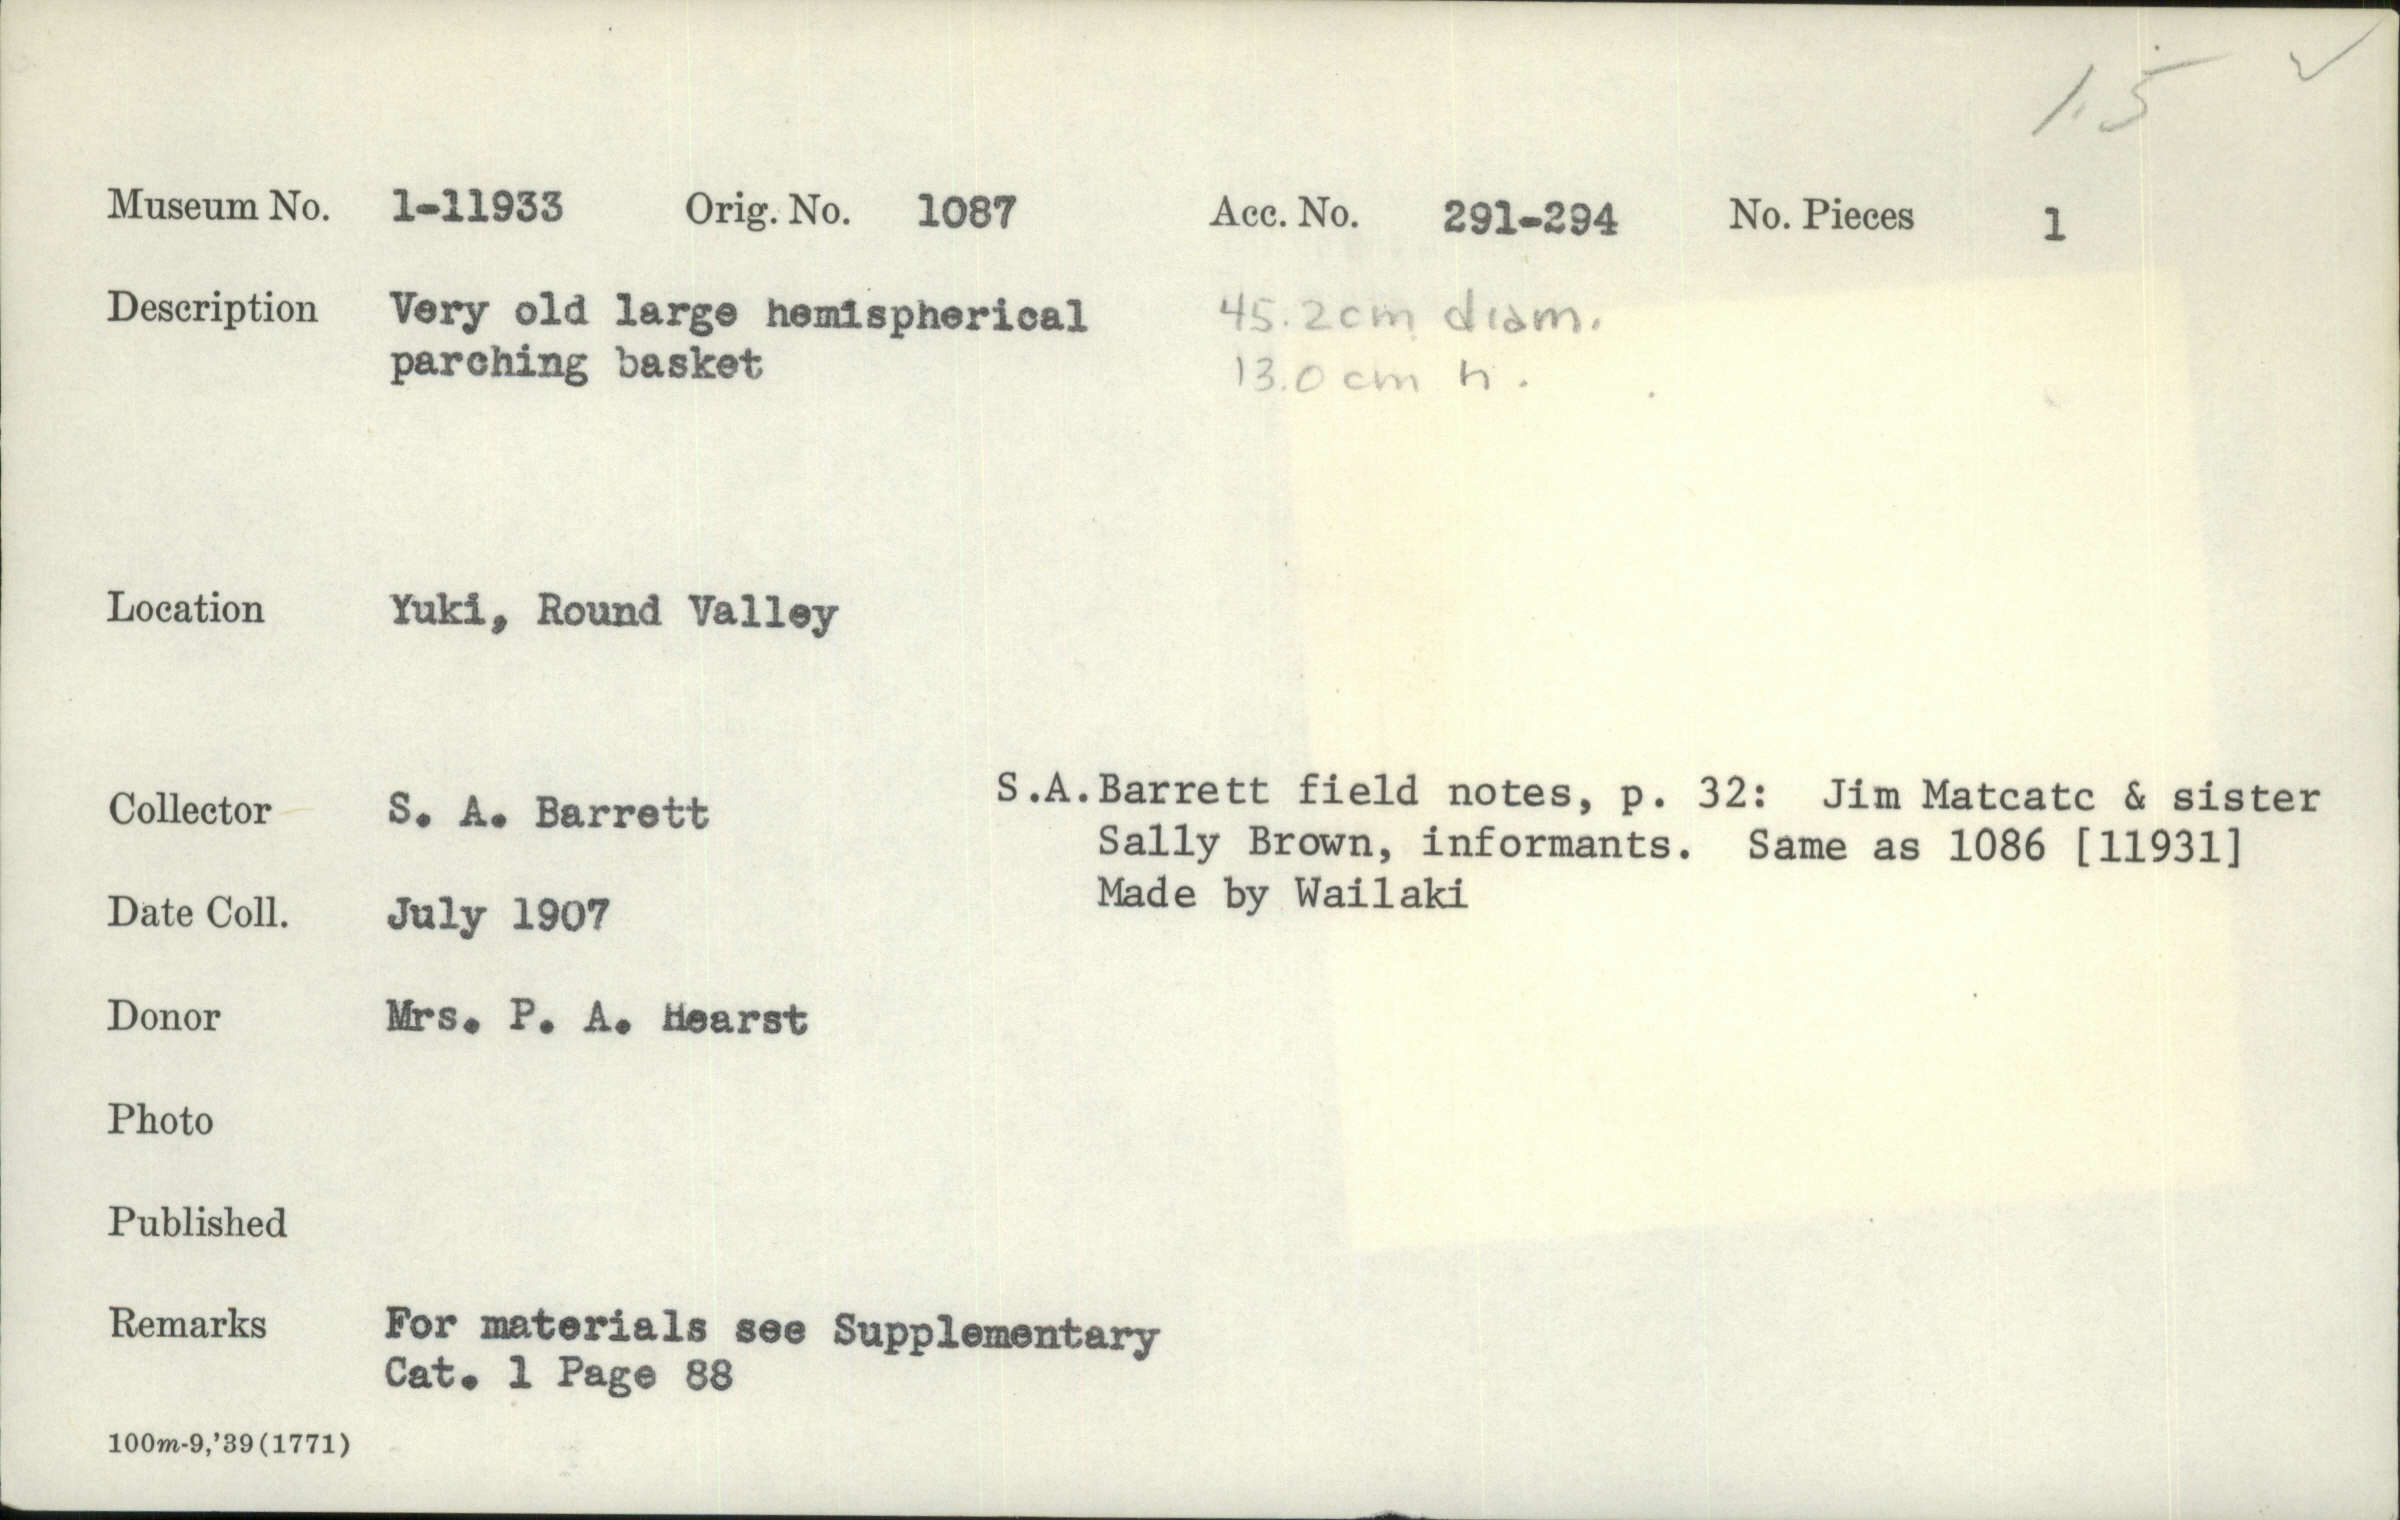 1.5 ✓
Museum No. 1-11933 Orig. No. 1087 Acc. No. 291-294 No. Pieces 1
Description Very old large hemispherical 45.2cm diam.
parching basket 13.0 cm h.
Location Yuki, Round Valley
Collector S. A. Barrett
S.A.Barrett field notes, p. 32: Jim Matcatc & sister
Sally Brown, informants. Same as 1086 [11931]
Made by Wailaki
Date Coll. July 1907
Donor Mrs. P. A. Hearst
Photo
Published
Remarks For materials see Supplementary
Cat. 1 Page 88
100m-9,'39(1771)